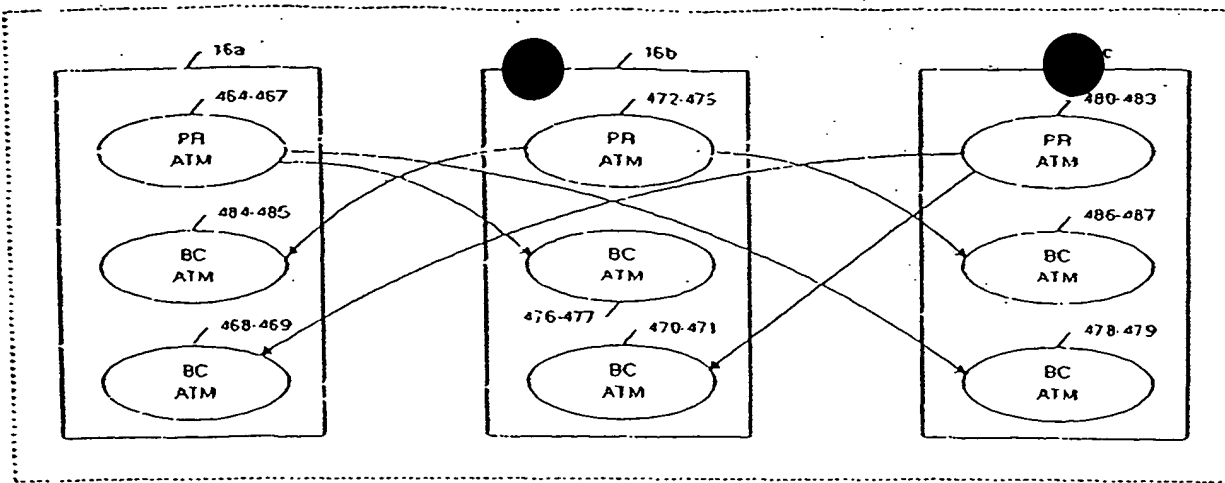 16a
16b
c
464-467
472-475
480-483
PR
ATM
PR
ATM
PR
ATM
484-485
486-487
BC
ATM
BC
ATM
BC
ATM
476-477
468-469
470-471
478-479
BC
ATM
BC
ATM
BC
ATM